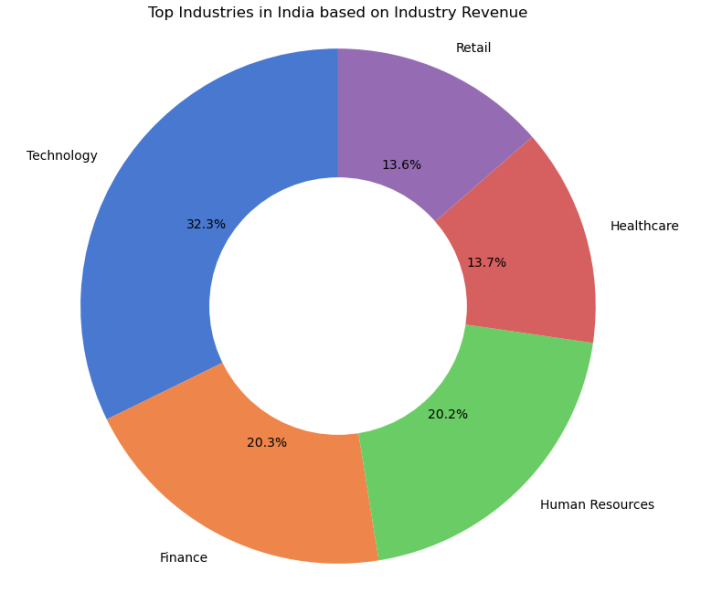 Top Industries in India based on Industry Revenue
Retail
Technology
13.6%
32.3%
Healthcare
13.7%
20.2%
20.3%
Human Resources
Finance